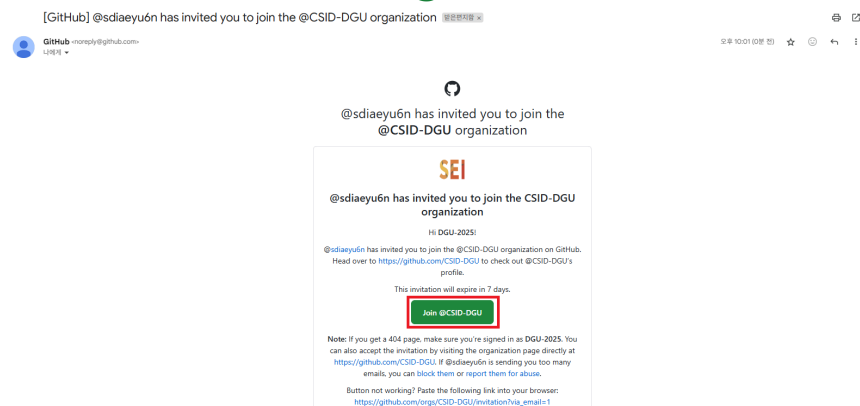 [GitHub] @sdiaeyu6n has invited you to join the @CSID-DGU organization 받은편지함 ×
GitHub <noreply@github.com>
나에게
오후 10:01 (0분 전)
@sdiaeyu6n has invited you to join the
@CSID-DGU organization
SEI
@sdiaeyu6n has invited you to join the CSID-DGU
organization
Hi DGU-2025!
@sdiaeyu6n has invited you to join the @CSID-DGU organization on GitHub.
Head over to https://github.com/CSID-DGU to check out @CSID-DGU's
profile.
This invitation will expire in 7 days.
Join @CSID-DGU
Note: If you get a 404 page, make sure you're signed in as DGU-2025. You
can also accept the invitation by visiting the organization page directly at
https://github.com/CSID-DGU. If @sdiaeyu6n is sending you too many
emails, you can block them or report them for abuse.
Button not working? Paste the following link into your browser:
https://github.com/orgs/CSID-DGU/invitation?via_email=1